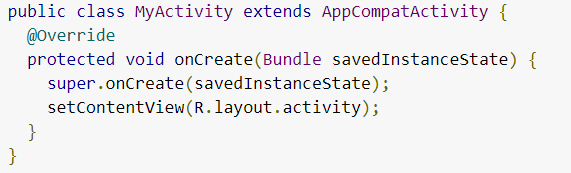 public class MyActivity extends AppCompatActivity {
  @Override
  protected void onCreate(Bundle savedInstanceState) {
    super.onCreate(savedInstanceState);
    setContentView(R.layout.activity);
  }
}